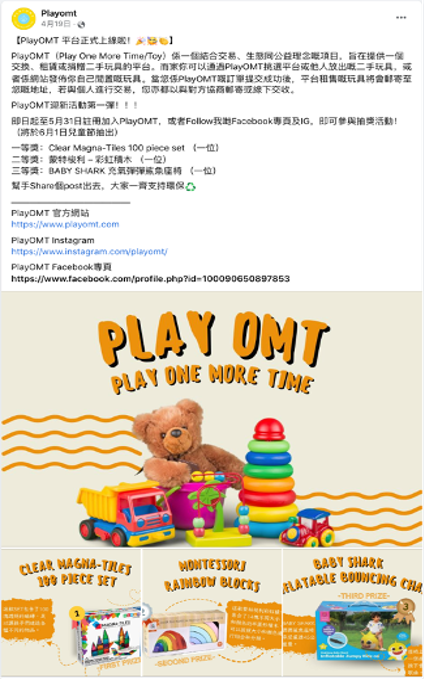 Playomt
4月19日
【PlayOMT 平台正式上線啦！🎉🥳👏】
PlayOMT（Play One More Time/Toy）係一個結合交易、生態同公益理念嘅項目，旨在提供一個
交換、租賃或捐贈二手玩具的平台。而家你可以通過PlayOMT挑選平台或他人放出嘅二手玩具，或
者係網站發佈你自己閒置嘅玩具。當您係PlayOMT嘅訂單提交成功後，平台租售嘅玩具將會郵寄至
您嘅地址，若與個人進行交易，您亦都以與對方協商郵寄或線下交收。
PlayOMT迎新活動第一彈！！！
即日起至5月31日註冊加入PlayOMT，或者Follow我哋Facebook專頁及IG，即可參與抽獎活動！
（將於6月1日兒童節抽出）
一等獎：Clear Magna-Tiles 100 piece set （一位）
二等獎：蒙特梭利 – 彩虹積木 （一位）
三等獎：BABY SHARK 充氣彈彈鯊魚座椅 （一位）
幫手Share個post出去，大家一齊支持環保♻️
PlayOMT 官方網站
https://www.playomt.com
PlayOMT Instagram
https://www.instagram.com/playomt/
PlayOMT Facebook專頁
https://www.facebook.com/profile.php?id=100090650897853
PLAY OMT
PLAY ONE MORE TIME
CLEAR MAGNA-TILES
100 PIECE SET
1
MAGNA-TILES
FIRST PRIZE
MONTESSORI
RAINBOW BLOCKS
-SECOND PRIZE-
BABY SHARK
FLATABLE BOUNCING CHA
-THIRD PRIZE-
3